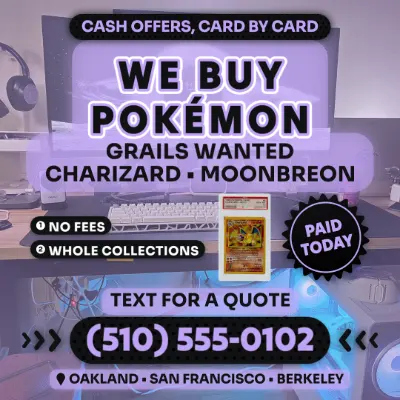 CASH OFFERS, CARD BY CARD
WE BUY
POKÉMON
GRAILS WANTED
CHARIZARD • MOONBREON
1 NO FEES
2 WHOLE COLLECTIONS
PAID
TODAY
TEXT FOR A QUOTE
(510) 555-0102
OAKLAND • SAN FRANCISCO • BERKELEY